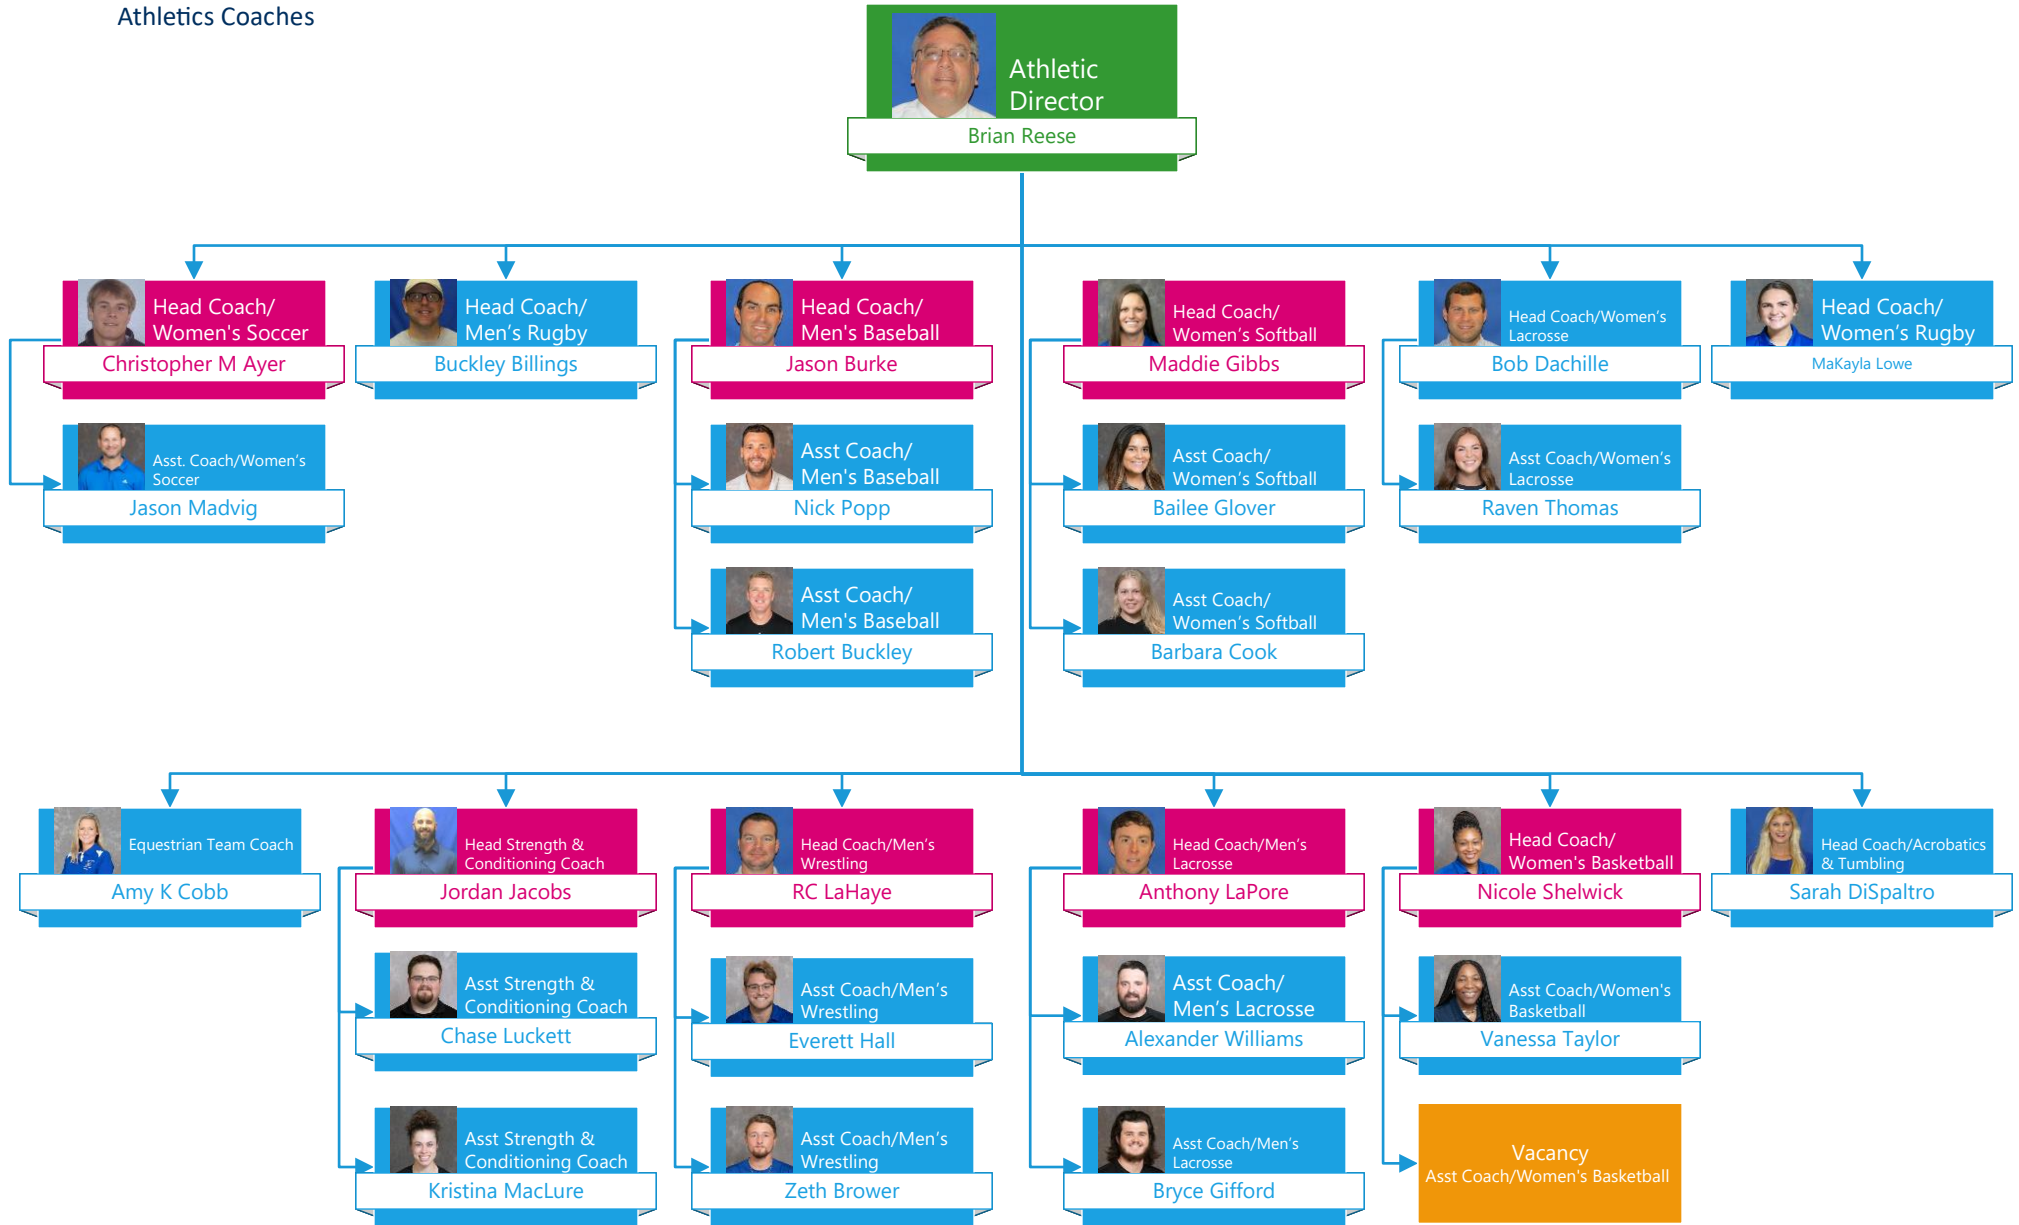 Athletics Coaches
Athletic
Director
Brian Reese
Head Coach/
Women's Soccer
Christopher M Ayer
Head Coach/
Men’s Rugby
Buckley Billings
Head Coach/
Men's Baseball
Jason Burke
Head Coach/
Women’s Softball
Maddie Gibbs
Head Coach/Women’s
Lacrosse
Bob Dachille
Head Coach/
Women’s Rugby
MaKayla Lowe
Asst. Coach/Women’s
Soccer
Jason Madvig
Asst Coach/
Men's Baseball
Nick Popp
Asst Coach/
Women’s Softball
Bailee Glover
Asst Coach/Women’s
Lacrosse
Raven Thomas
Asst Coach/
Men's Baseball
Robert Buckley
Asst Coach/
Women’s Softball
Barbara Cook
Equestrian Team Coach
Amy K Cobb
Head Strength &
Conditioning Coach
Jordan Jacobs
Head Coach/Men’s
Wrestling
RC LaHaye
Head Coach/Men’s
Lacrosse
Anthony LaPore
Head Coach/
Women's Basketball
Nicole Shelwick
Head Coach/Acrobatics
& Tumbling
Sarah DiSpaltro
Asst Strength &
Conditioning Coach
Chase Luckett
Asst Coach/Men’s
Wrestling
Everett Hall
Asst Coach/
Men’s Lacrosse
Alexander Williams
Asst Coach/Women's
Basketball
Vanessa Taylor
Asst Strength &
Conditioning Coach
Kristina MacLure
Asst Coach/Men’s
Wrestling
Zeth Brower
Asst Coach/Men’s
Lacrosse
Bryce Gifford
Vacancy
Asst Coach/Women's Basketball